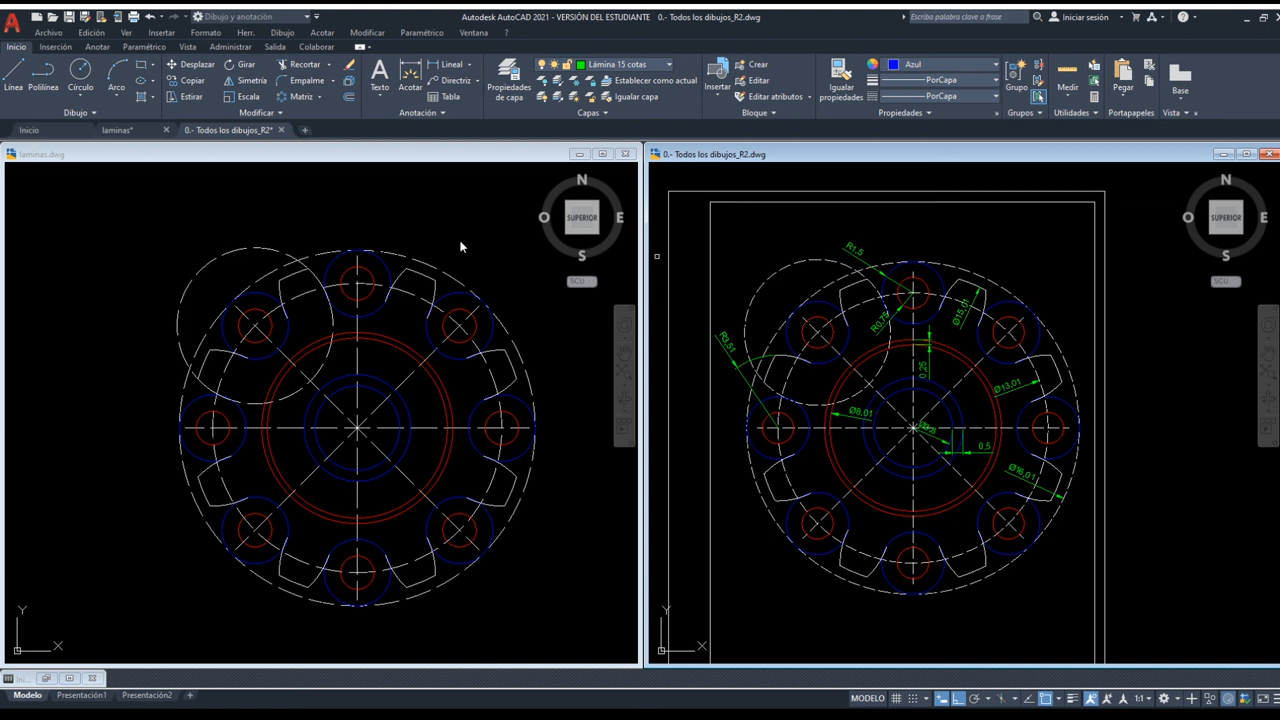 Dibujo y anotación
Autodesk AutoCAD 2021 - VERSIÓN DEL ESTUDIANTE 0.- Todos los dibujos_R2.dwg
Escriba palabra clave o frase
Iniciar sesión
Archivo Edición Ver Insertar Formato Herr. Dibujo Acotar Modificar Paramétrico Ventana ?
Inicio Inserción Anotar Paramétrico Vista Administrar Salida Colaborar
Línea Polilínea Círculo Arco
Desplazar Girar Recortar
Copiar Simetría Empalme
Estirar Escala Matriz
Texto Acotar
Lineal
Directriz
Tabla
Propiedades de capa
Lámina 15 cotas
Establecer como actual
Igualar capa
Insertar
Crear
Editar
Editar atributos
Igualar propiedades
Azul
PorCapa
PorCapa
Grupo
Medir
Pegar
Base
Dibujo Modificar Anotación Capas Bloque Propiedades Grupos Utilidades Portapapeles Vista
Inicio laminas* 0.- Todos los dibujos_R2*
laminas.dwg
0.- Todos los dibujos_R2.dwg
N
O SUPERIOR E
S
SCU
N
O SUPERIOR E
S
SCU
R1,5
R0,75
Ø15,01
R3,51
0,25
Ø13,01
Ø8,01
0,5
Ø16,01
Y
X
Y
X
Ini...
Modelo Presentación1 Presentación2
MODELO
1:1